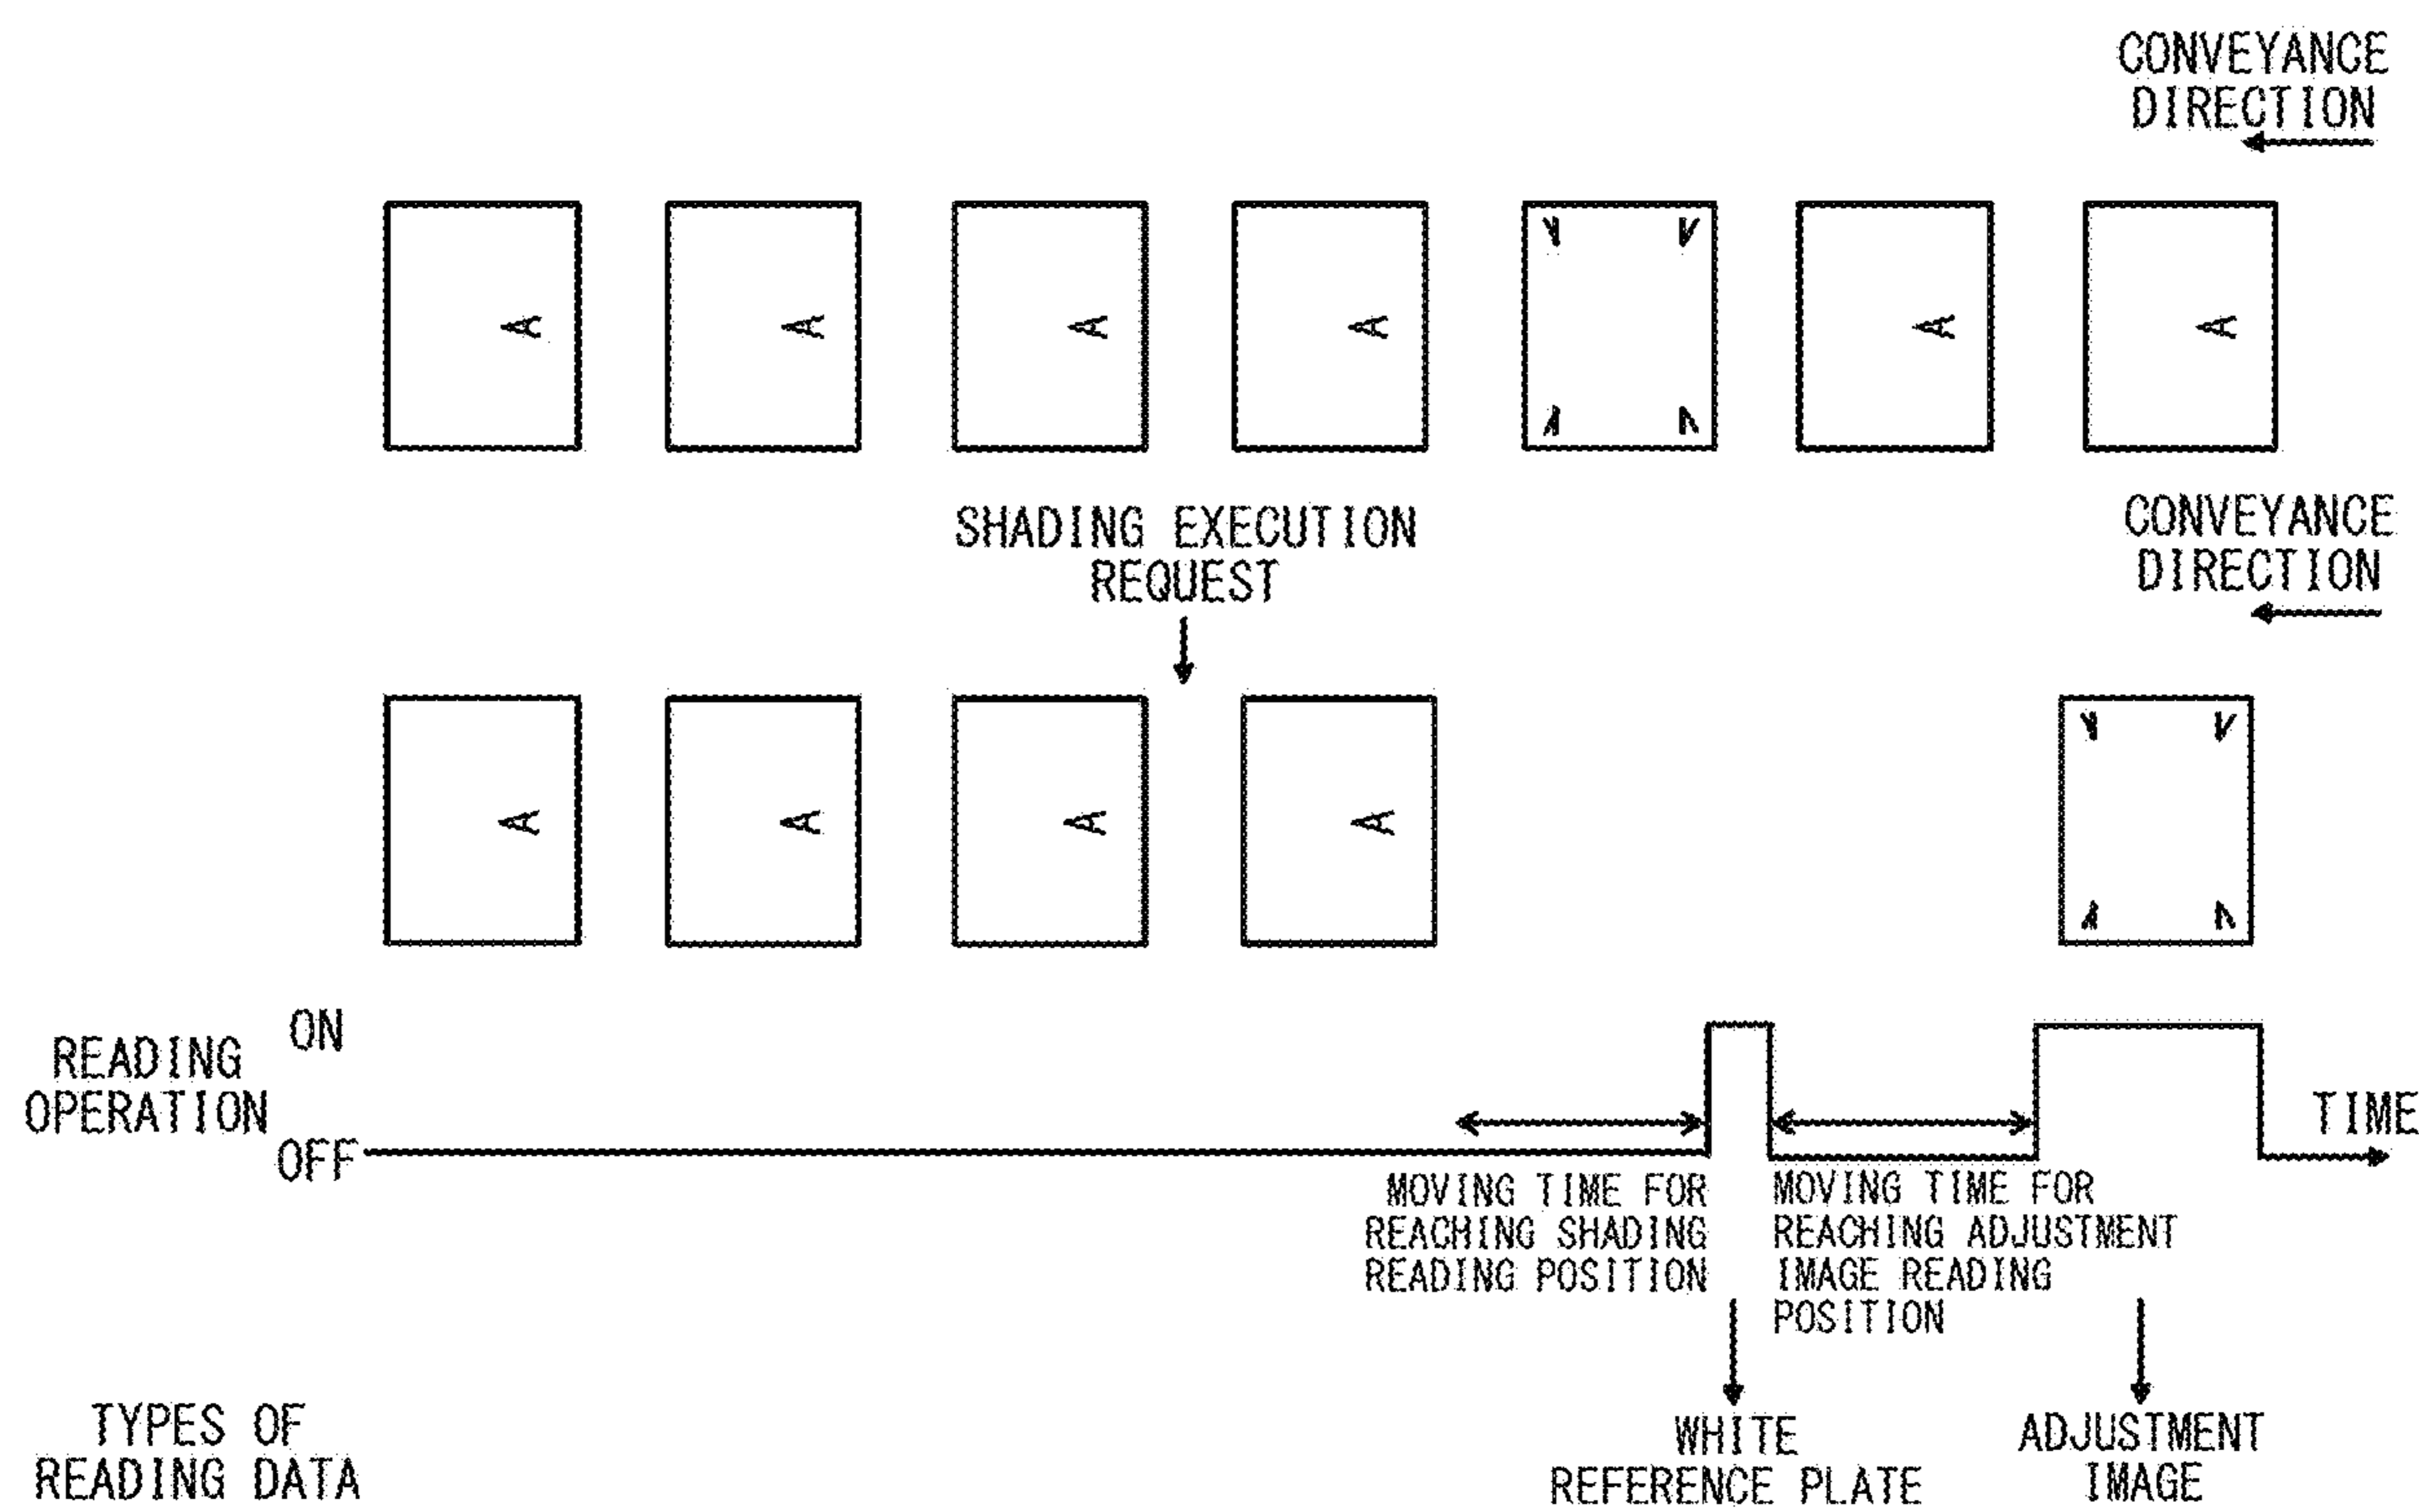 CONVEYANCE
DIRECTION
A A A A A A
SHADING EXECUTION
REQUEST
CONVEYANCE
DIRECTION
A A A A
READING
OPERATION
ON
OFF
TIME
MOVING TIME FOR
REACHING SHADING
READING POSITION
MOVING TIME FOR
REACHING ADJUSTMENT
IMAGE READING
POSITION
TYPES OF
READING DATA
WHITE
REFERENCE PLATE
ADJUSTMENT
IMAGE